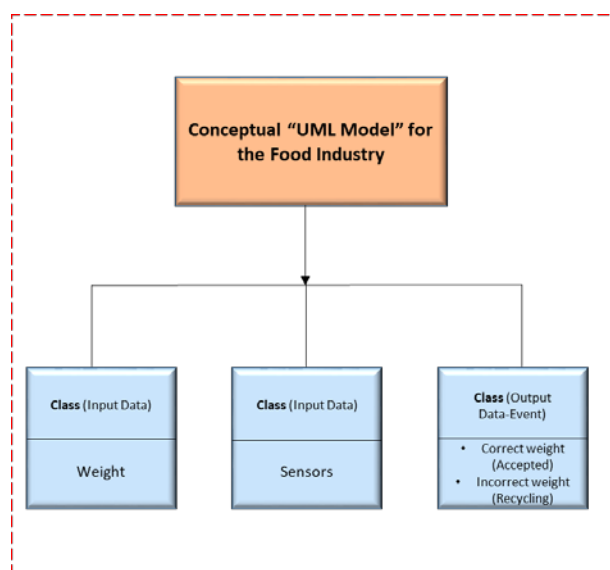 Conceptual “UML Model” for
the Food Industry
Class (Input Data)
Weight
Class (Input Data)
Sensors
Class (Output
Data-Event)
• Correct weight
(Accepted)
• Incorrect weight
(Recycling)